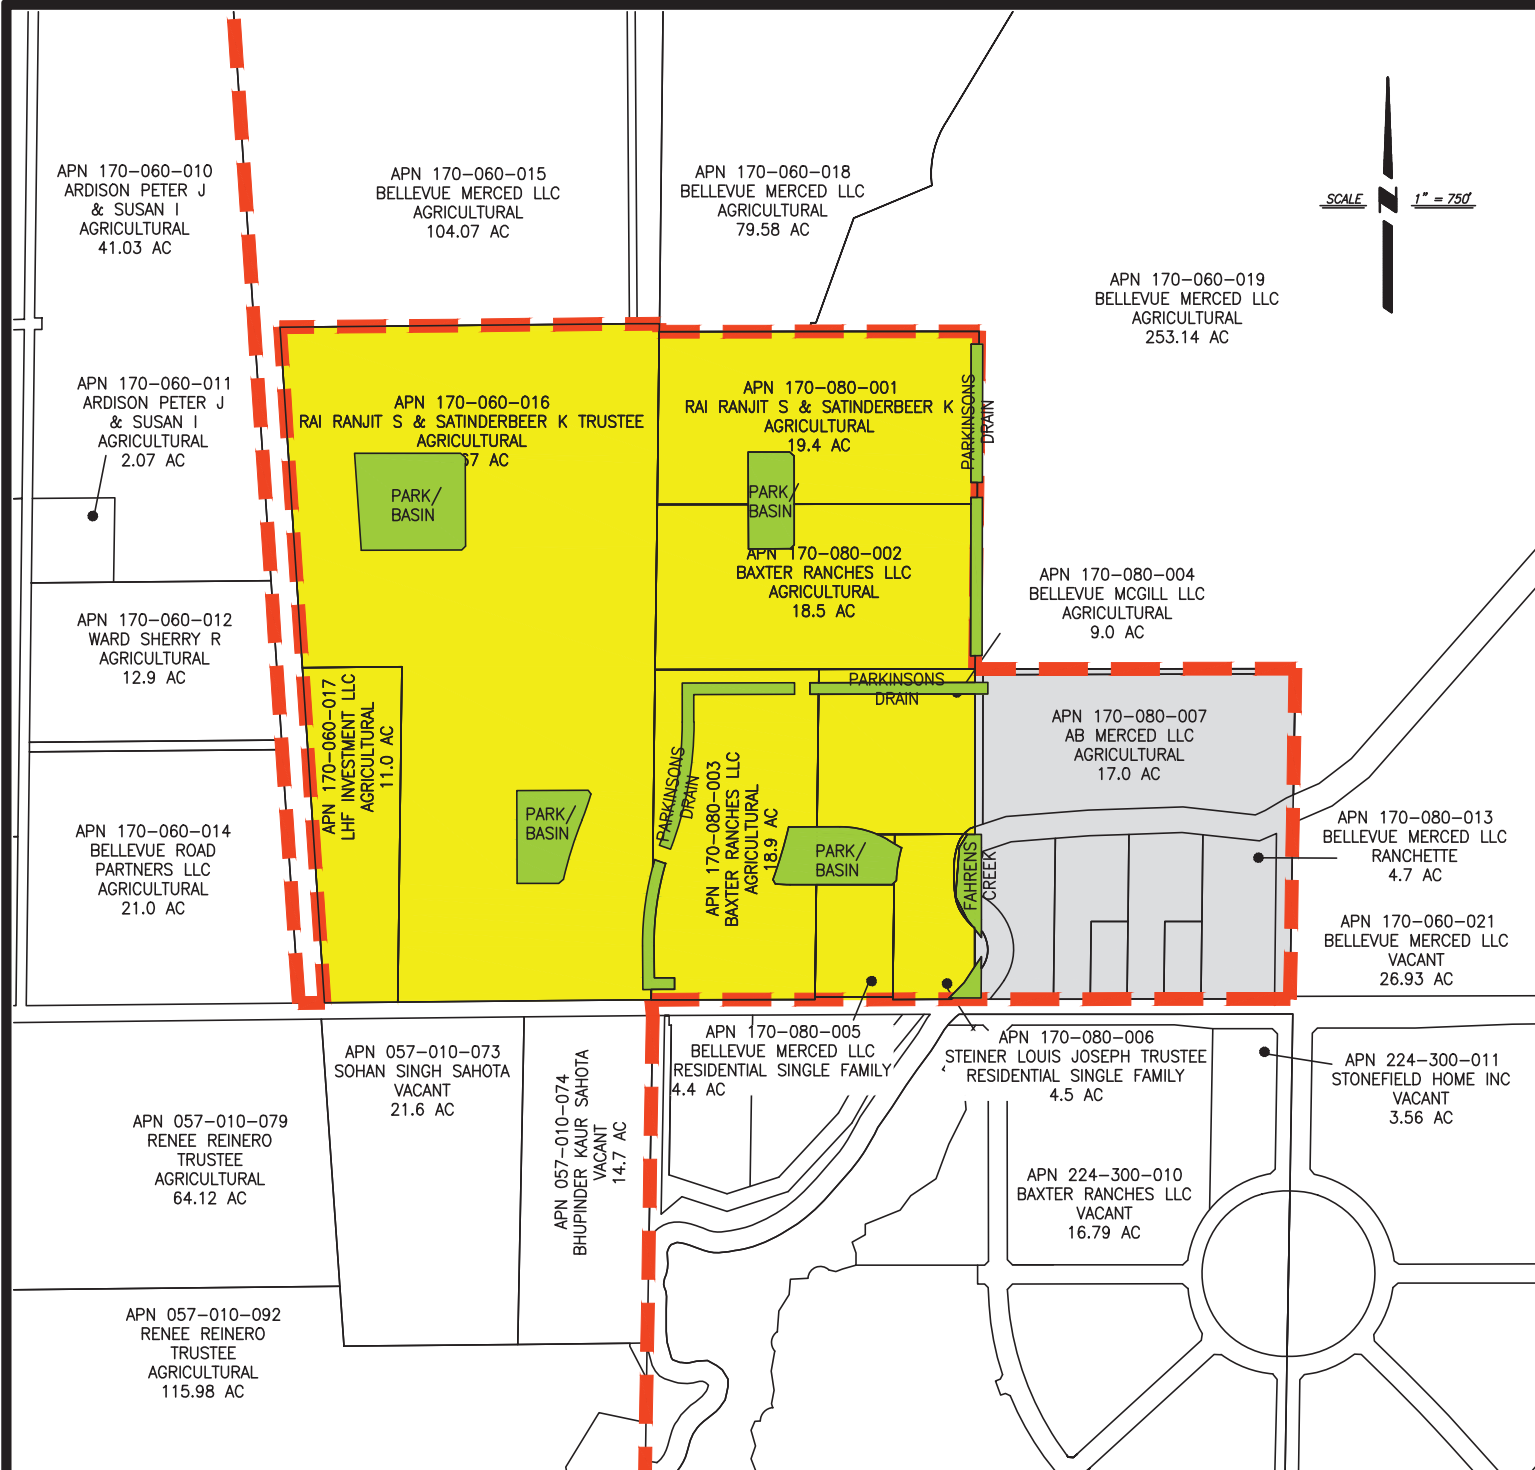 APN 170-060-010
ARDISON PETER J
& SUSAN I
AGRICULTURAL
41.03 AC
APN 170-060-015
BELLEVUE MERCED LLC
AGRICULTURAL
104.07 AC
APN 170-060-018
BELLEVUE MERCED LLC
AGRICULTURAL
79.58 AC
SCALE
N
1" = 750'
APN 170-060-019
BELLEVUE MERCED LLC
AGRICULTURAL
253.14 AC
APN 170-060-011
ARDISON PETER J
& SUSAN I
AGRICULTURAL
2.07 AC
APN 170-060-016
RAI RANJIT S & SATINDERBEER K TRUSTEE
AGRICULTURAL
67 AC
PARK/
BASIN
APN 170-080-001
RAI RANJIT S & SATINDERBEER K
AGRICULTURAL
19.4 AC
PARKINSONS
DRAIN
PARK/
BASIN
APN 170-080-002
BAXTER RANCHES LLC
AGRICULTURAL
18.5 AC
APN 170-080-004
BELLEVUE MCGILL LLC
AGRICULTURAL
9.0 AC
APN 170-060-012
WARD SHERRY R
AGRICULTURAL
12.9 AC
APN 170-060-017
LHF INVESTMENT LLC
AGRICULTURAL
11.0 AC
PARKINSONS
DRAIN
APN 170-080-007
AB MERCED LLC
AGRICULTURAL
17.0 AC
PARKINSONS
DRAIN
APN 170-080-003
BAXTER RANCHES LLC
AGRICULTURAL
18.9 AC
PARK/
BASIN
PARK/
BASIN
FAHRENS
CREEK
APN 170-060-014
BELLEVUE ROAD
PARTNERS LLC
AGRICULTURAL
21.0 AC
APN 170-080-013
BELLEVUE MERCED LLC
RANCHETTE
4.7 AC
APN 170-060-021
BELLEVUE MERCED LLC
VACANT
26.93 AC
APN 057-010-073
SOHAN SINGH SAHOTA
VACANT
21.6 AC
APN 057-010-074
BHUPINDER KAUR SAHOTA
VACANT
14.7 AC
APN 170-080-005
BELLEVUE MERCED LLC
RESIDENTIAL SINGLE FAMILY
4.4 AC
APN 170-080-006
STEINER LOUIS JOSEPH TRUSTEE
RESIDENTIAL SINGLE FAMILY
4.5 AC
APN 224-300-011
STONEFIELD HOME INC
VACANT
3.56 AC
APN 057-010-079
RENEE REINERO
TRUSTEE
AGRICULTURAL
64.12 AC
APN 224-300-010
BAXTER RANCHES LLC
VACANT
16.79 AC
APN 057-010-092
RENEE REINERO
TRUSTEE
AGRICULTURAL
115.98 AC